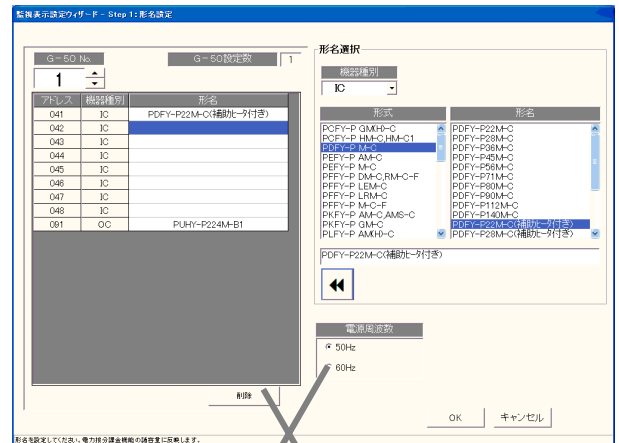 監視表示設定ウィザード - Step 1:形名設定
G-50 No.
G-50設定数
1
1
アドレス 機器種別 形名
041 IC PDFY-P22M-C(補助ヒータ付き)
042 IC
043 IC
044 IC
045 IC
046 IC
047 IC
048 IC
091 OC PUHY-P224M-B1
削除
形名選択
機器種別
IC
形式
PCFY-P GM(H)-C
PCFY-P HM-C,HM-C1
PDFY-P M-C
PEFY-P AM-C
PEFY-P M-C
PFFY-P DM-C,RM-C-F
PFFY-P LEM-C
PFFY-P LRM-C
PFFY-P M-C-F
PKFY-P AM-C,AMS-C
PKFY-P GM-C
PLFY-P AM(H)-C
形名
PDFY-P22M-C
PDFY-P28M-C
PDFY-P36M-C
PDFY-P45M-C
PDFY-P56M-C
PDFY-P71M-C
PDFY-P80M-C
PDFY-P90M-C
PDFY-P112M-C
PDFY-P140M-C
PDFY-P22M-C(補助ヒータ付き)
PDFY-P28M-C(補助ヒータ付き)
PDFY-P22M-C(補助ヒータ付き)
電源周波数
50Hz
60Hz
OK
キャンセル
形名を設定してください。電力按分課金機能の諸容量に反映します。